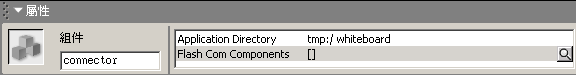 屬性
組件
connector
Application Directory tmp:/ whiteboard
Flash Com Components []